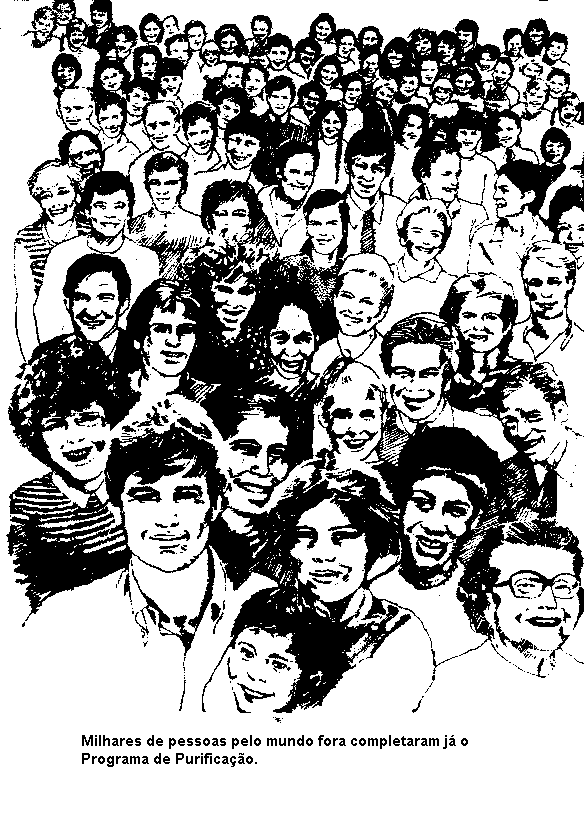 Milhares de pessoas pelo mundo fora completaram já o
Programa de Purificação.